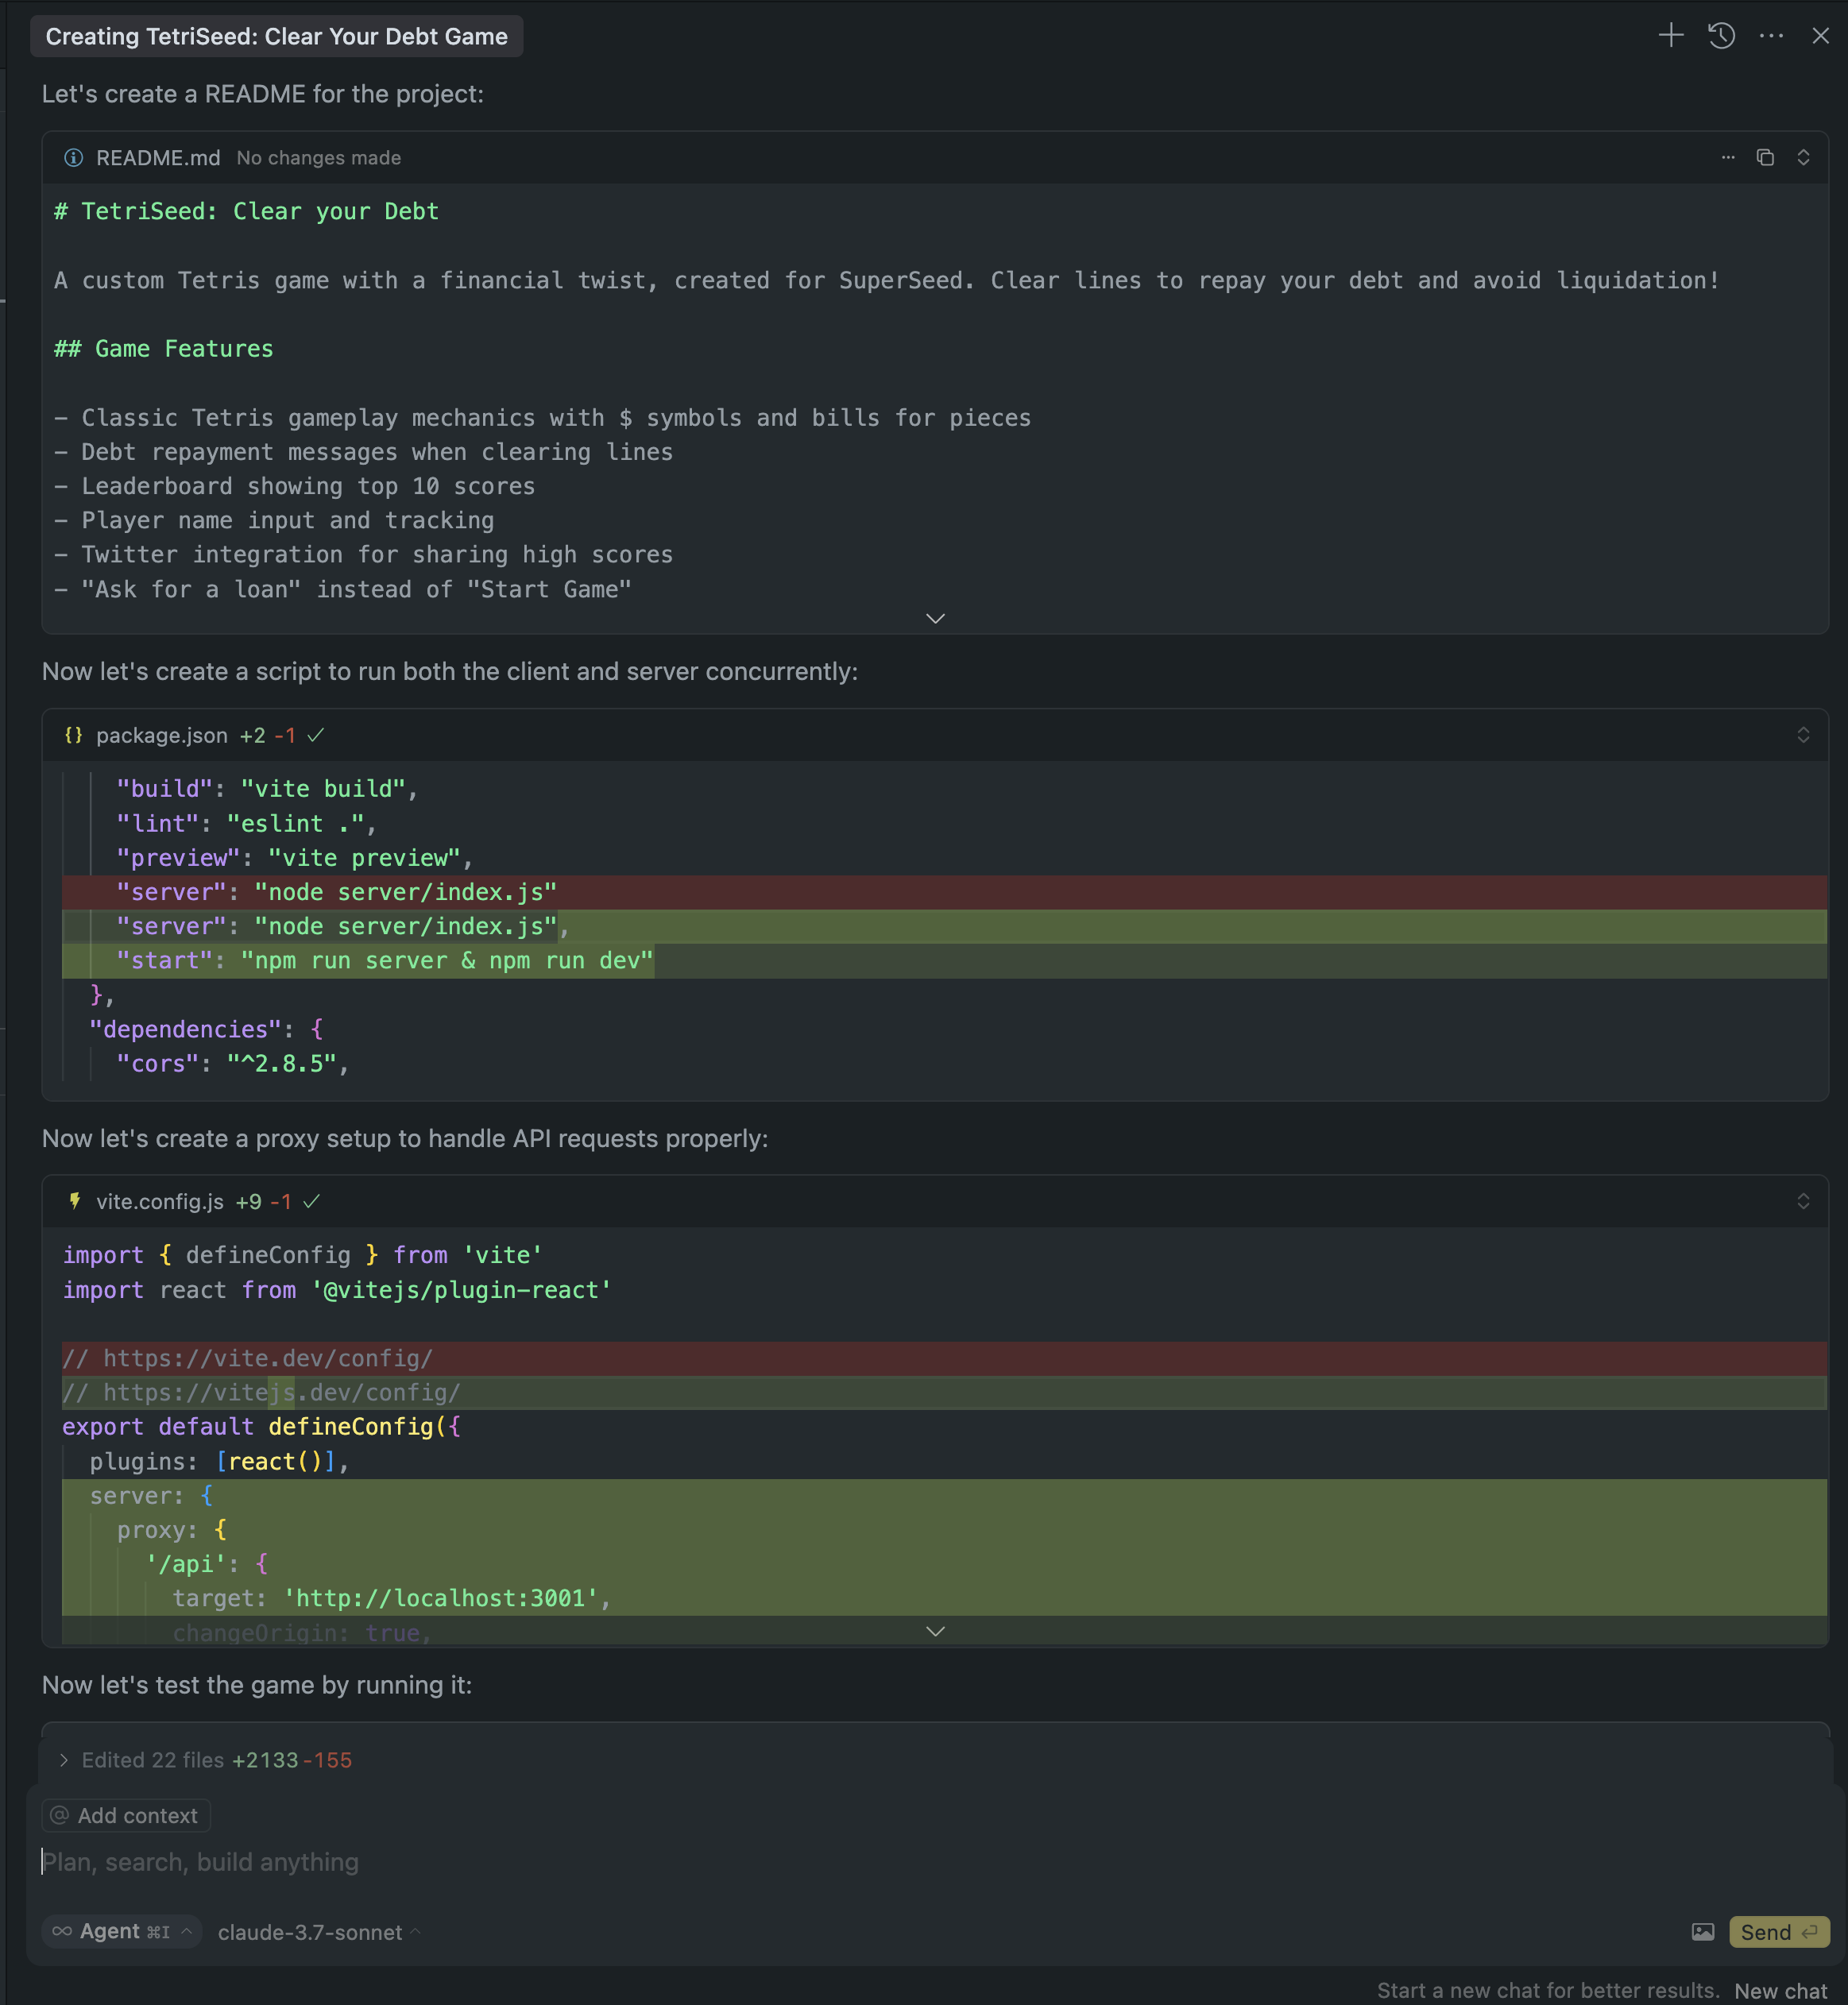 Creating TetriSeed: Clear Your Debt Game
Let's create a README for the project:
README.md No changes made
# TetriSeed: Clear your Debt
A custom Tetris game with a financial twist, created for SuperSeed. Clear lines to repay your debt and avoid liquidation!
## Game Features
- Classic Tetris gameplay mechanics with $ symbols and bills for pieces
- Debt repayment messages when clearing lines
- Leaderboard showing top 10 scores
- Player name input and tracking
- Twitter integration for sharing high scores
- "Ask for a loan" instead of "Start Game"
Now let's create a script to run both the client and server concurrently:
{} package.json +2 -1
"build": "vite build",
"lint": "eslint .",
"preview": "vite preview",
"server": "node server/index.js"
"server": "node server/index.js",
"start": "npm run server & npm run dev"
},
"dependencies": {
"cors": "^2.8.5",
Now let's create a proxy setup to handle API requests properly:
vite.config.js +9 -1
import { defineConfig } from 'vite'
import react from '@vitejs/plugin-react'
// https://vite.dev/config/
// https://vitejs.dev/config/
export default defineConfig({
plugins: [react()],
server: {
proxy: {
'/api': {
target: 'http://localhost:3001',
changeOrigin: true,
Now let's test the game by running it:
Edited 22 files +2133 -155
@ Add context
Plan, search, build anything
Agent ⌘I claude-3.7-sonnet Send
Start a new chat for better results. New chat